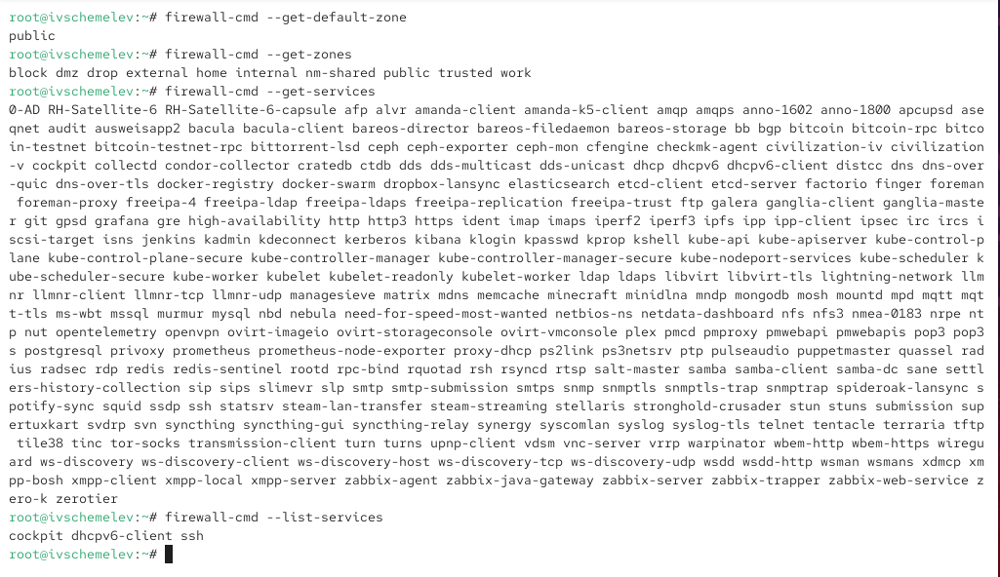 root@ivschemelev:~# firewall-cmd --get-default-zone
public
root@ivschemelev:~# firewall-cmd --get-zones
block dmz drop external home internal nm-shared public trusted work
root@ivschemelev:~# firewall-cmd --get-services
0-AD RH-Satellite-6 RH-Satellite-6-capsule afp alvr amanda-client amanda-k5-client amqp amqps anno-1602 anno-1800 apcupsd ase
qnet audit ausweisapp2 bacula bacula-client bareos-director bareos-filedaemon bareos-storage bb bgp bitcoin bitcoin-rpc bitco
in-testnet bitcoin-testnet-rpc bittorrent-lsd ceph ceph-exporter ceph-mon cfengine checkmk-agent civilization-iv civilization
-v cockpit collectd condor-collector cratedb ctdb dds dds-multicast dds-unicast dhcp dhcpv6 dhcpv6-client distcc dns dns-over
-quic dns-over-tls docker-registry docker-swarm dropbox-lansync elasticsearch etcd-client etcd-server factorio finger foreman
 foreman-proxy freeipa-4 freeipa-ldap freeipa-ldaps freeipa-replication freeipa-trust ftp galera ganglia-client ganglia-maste
r git gpsd grafana gre high-availability http http3 https ident imap imaps iperf2 iperf3 ipfs ipp ipp-client ipsec irc ircs i
scsi-target isns jenkins kadmin kdeconnect kerberos kibana klogin kpasswd kprop kshell kube-api kube-apiserver kube-control-p
lane kube-control-plane-secure kube-controller-manager kube-controller-manager-secure kube-nodeport-services kube-scheduler k
ube-scheduler-secure kube-worker kubelet kubelet-readonly kubelet-worker ldap ldaps libvirt libvirt-tls lightning-network llm
nr llmnr-client llmnr-tcp llmnr-udp managesieve matrix mdns memcache minecraft minidlna mndp mongodb mosh mountd mpd mqtt mqt
t-tls ms-wbt mssql murmur mysql nbd nebula need-for-speed-most-wanted netbios-ns netdata-dashboard nfs nfs3 nmea-0183 nrpe nt
p nut opentelemetry openvpn ovirt-imageio ovirt-storageconsole ovirt-vmconsole plex pmcd pmproxy pmwebapi pmwebapis pop3 pop3
s postgresql privoxy prometheus prometheus-node-exporter proxy-dhcp ps2link ps3netsrv ptp pulseaudio puppetmaster quassel rad
ius radsec rdp redis redis-sentinel rootd rpc-bind rquotad rsh rsyncd rtsp salt-master samba samba-client samba-dc sane settl
ers-history-collection sip sips slimevr slp smtp smtp-submission smtps snmp snmptls snmptls-trap snmptrap spideroak-lansync s
potify-sync squid ssdp ssh statsrv steam-lan-transfer steam-streaming stellaris stronghold-crusader stun stuns submission sup
ertuxkart svdrp svn syncthing syncthing-gui syncthing-relay synergy syscomlan syslog syslog-tls telnet tentacle terraria tftp
 tile38 tinc tor-socks transmission-client turn turns upnp-client vdsm vnc-server vrrp warpinator wbem-http wbem-https wiregu
ard ws-discovery ws-discovery-client ws-discovery-host ws-discovery-tcp ws-discovery-udp wsdd wsdd-http wsman wsmans xdmcp xm
pp-bosh xmpp-client xmpp-local xmpp-server zabbix-agent zabbix-java-gateway zabbix-server zabbix-trapper zabbix-web-service z
ero-k zerotier
root@ivschemelev:~# firewall-cmd --list-services
cockpit dhcpv6-client ssh
root@ivschemelev:~#